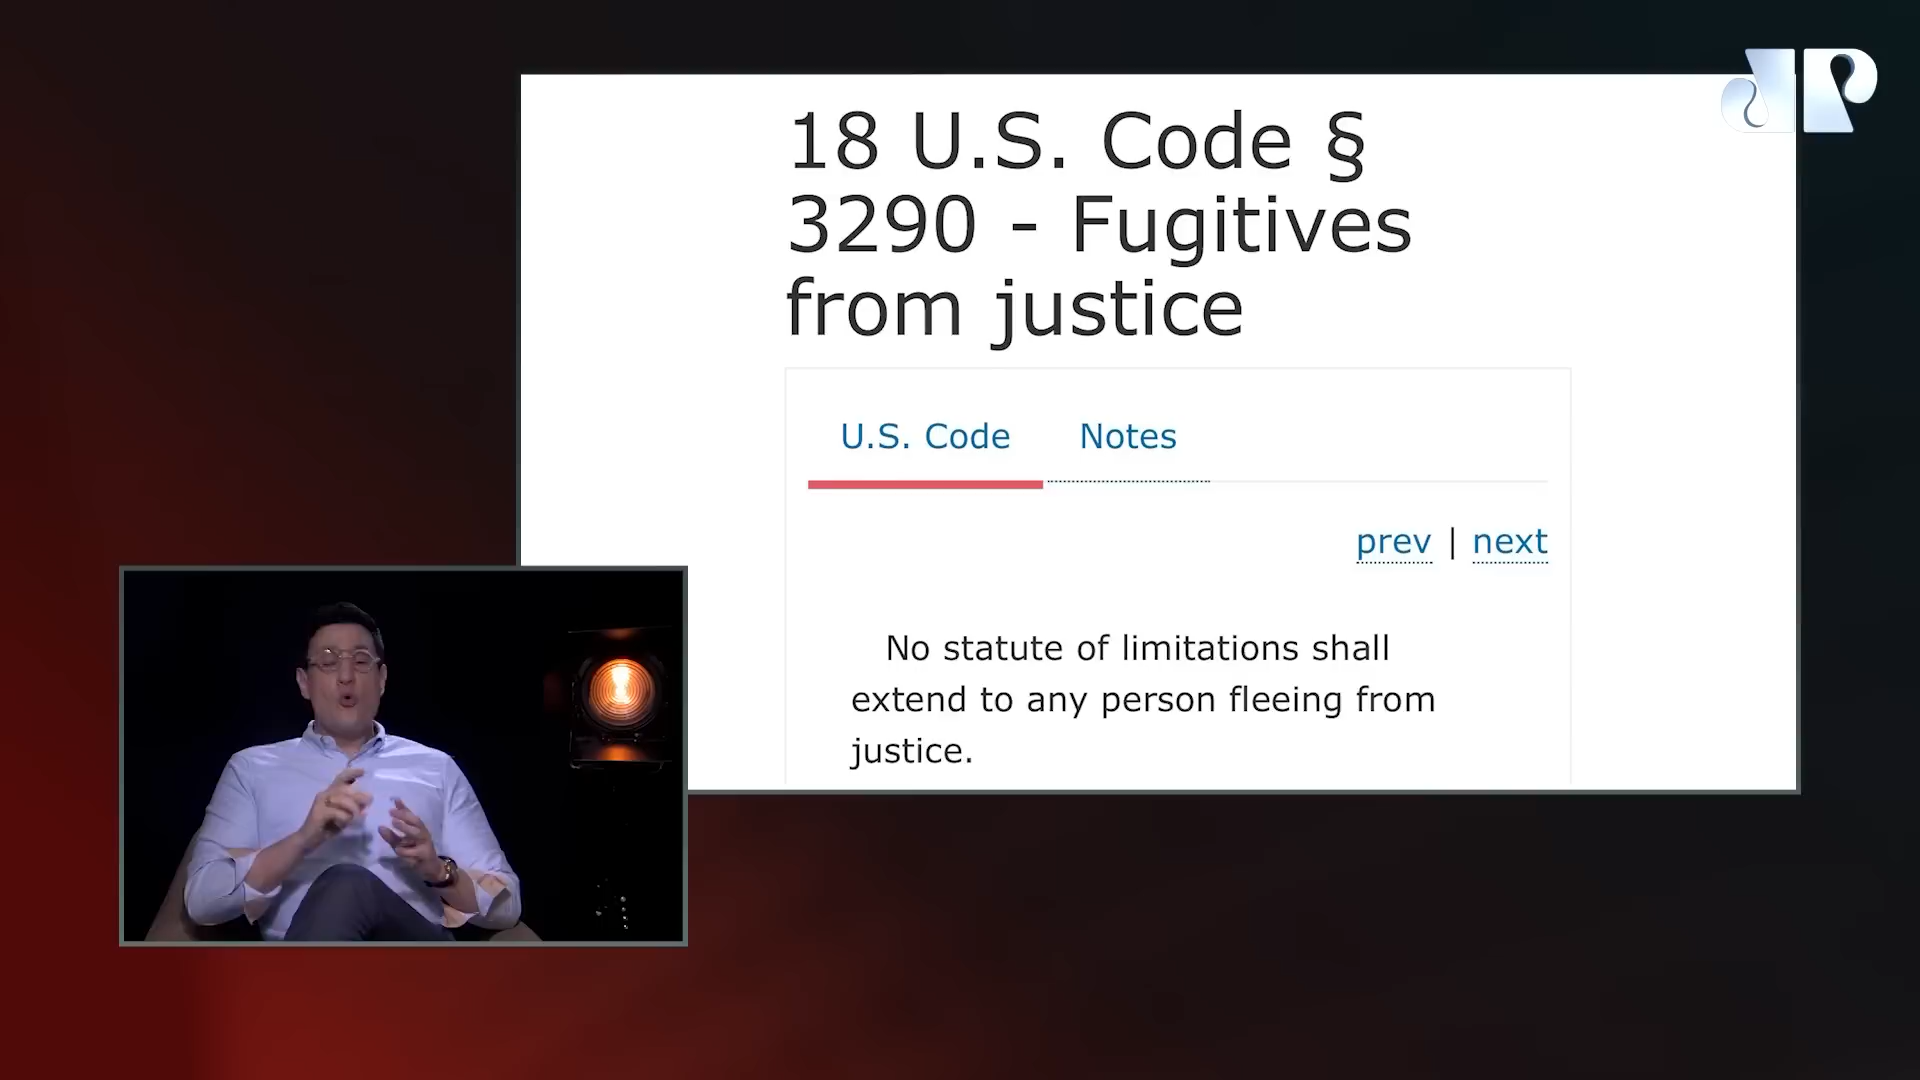 JP
18 U.S. Code §
3290 - Fugitives
from justice
U.S. Code Notes
prev | next
No statute of limitations shall
extend to any person fleeing from
justice.